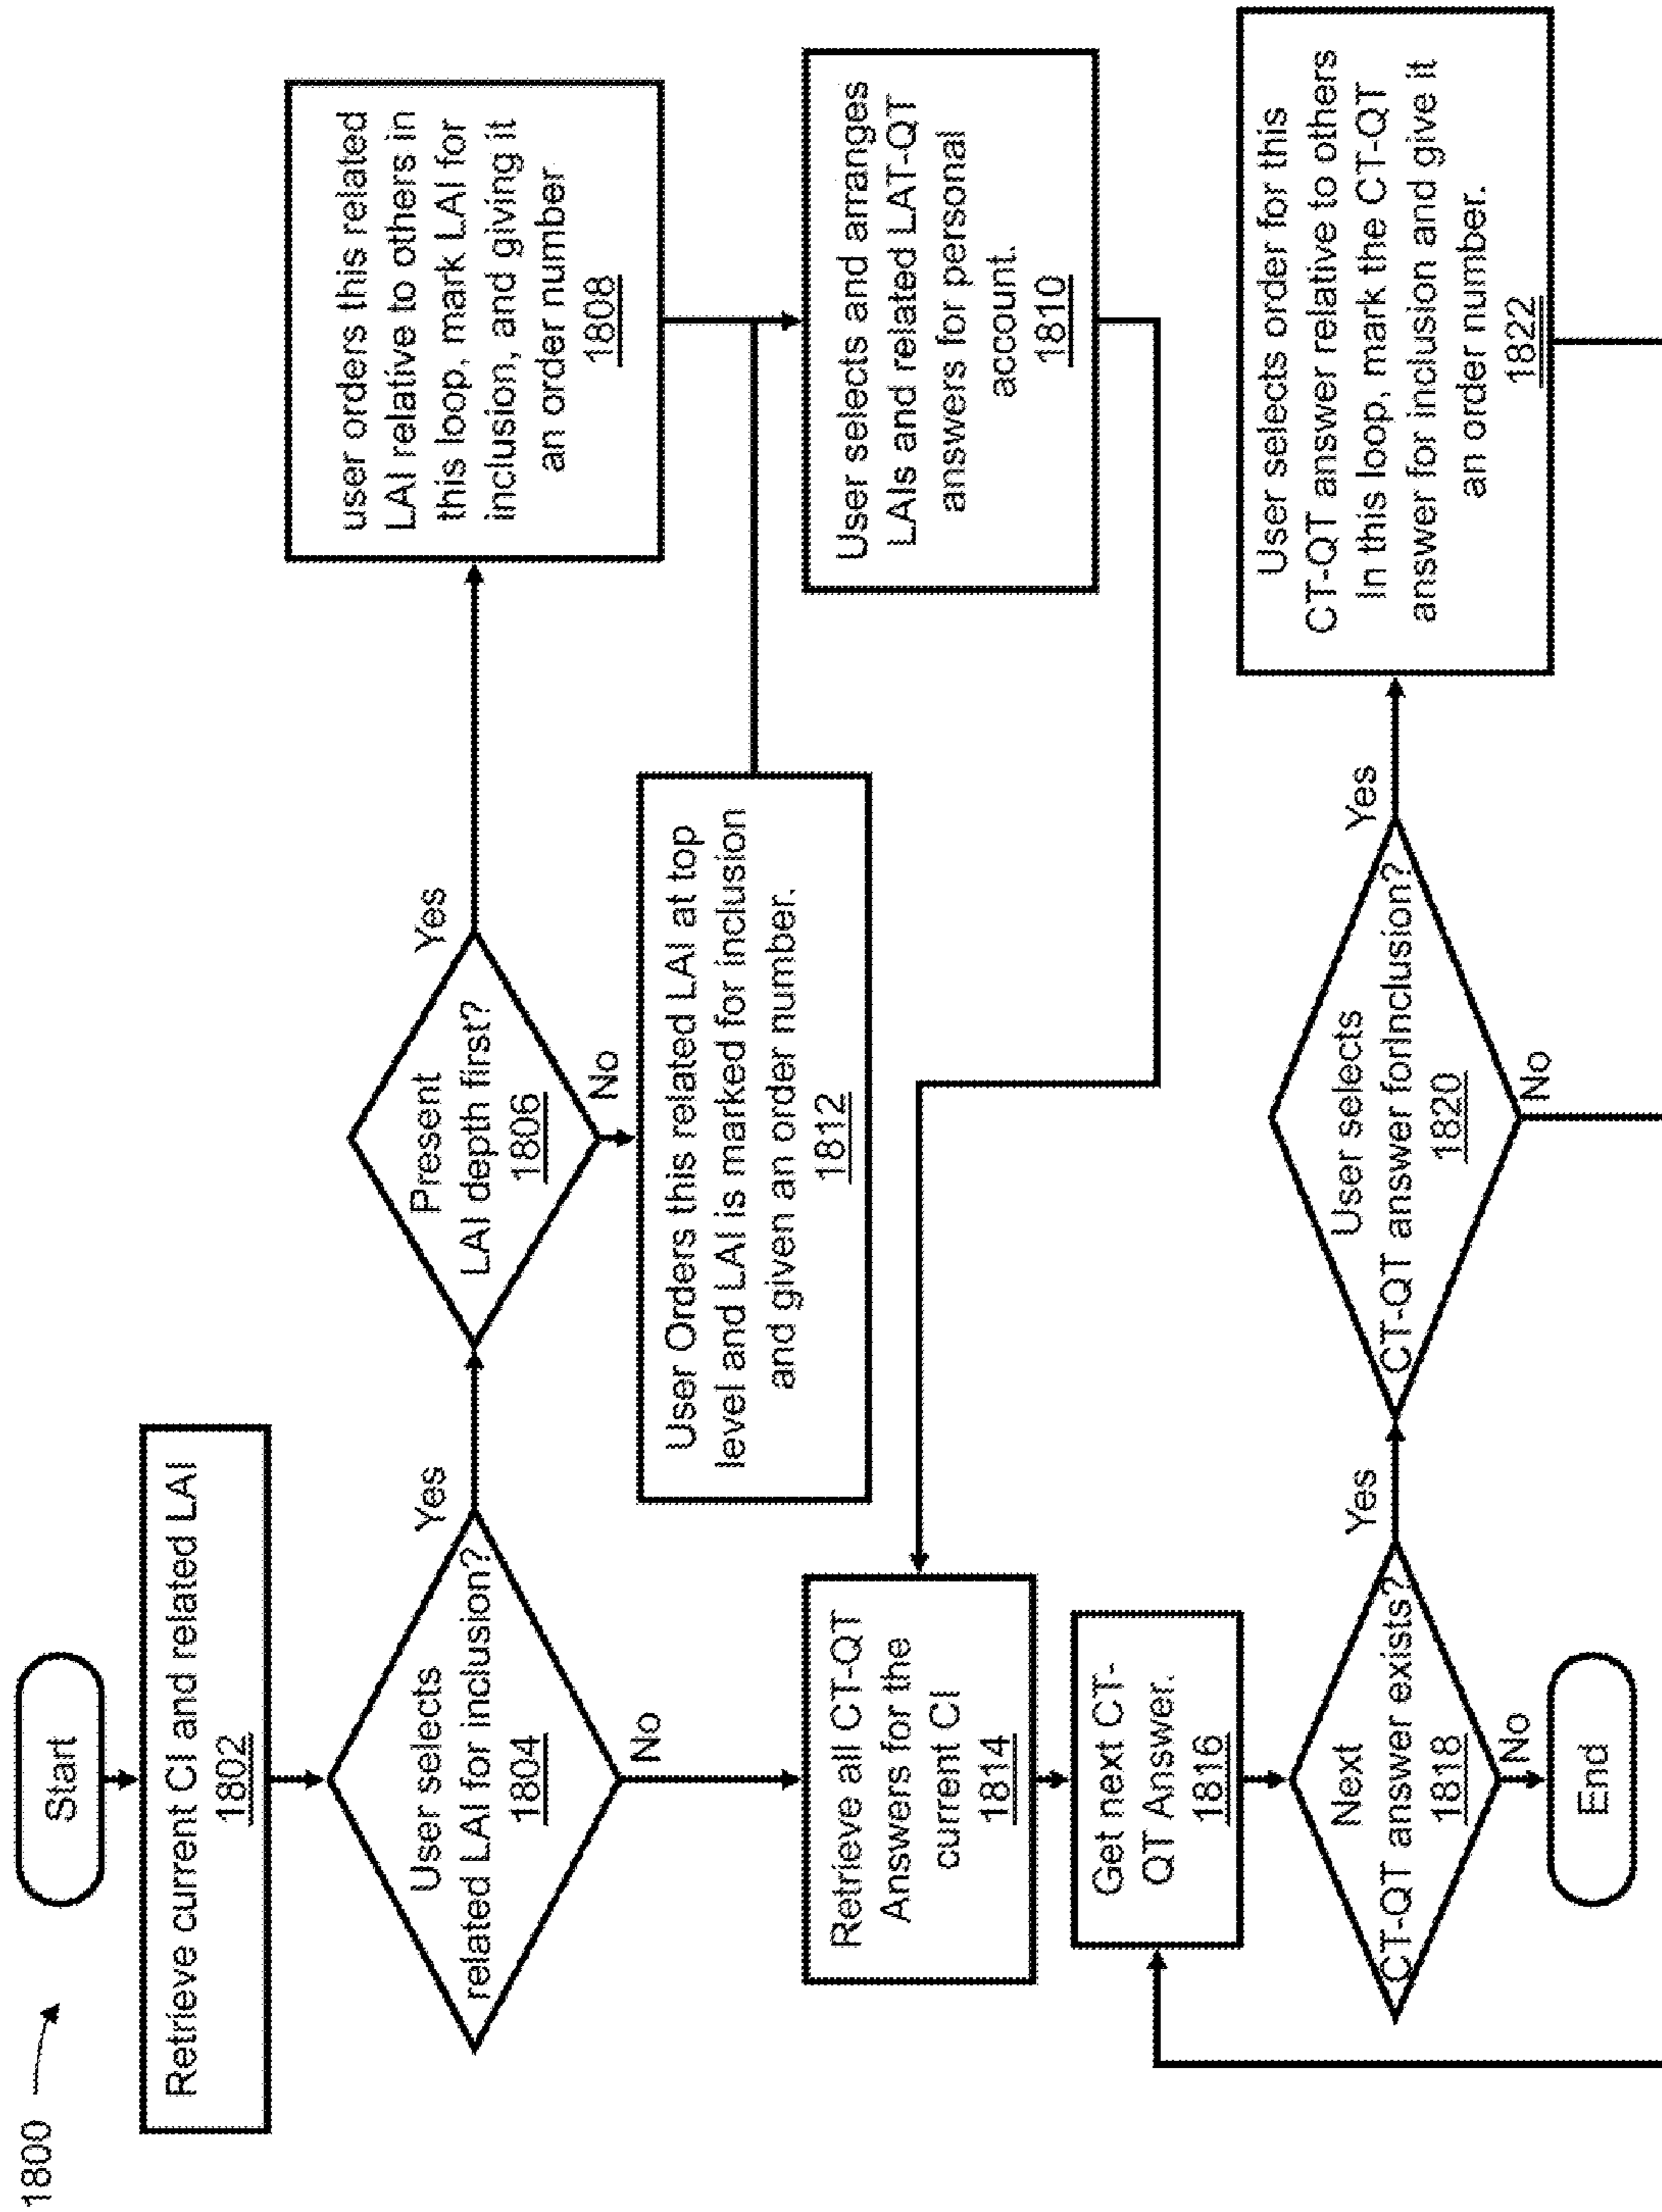 1800
Start
Retrieve current CI and related LAI
1802
User selects
related LAI for inclusion?
1804
Yes
No
Present
LAI depth first?
1806
Yes
No
user orders this related
LAI relative to others in
this loop, mark LAI for
inclusion, and giving it
an order number
1808
User Orders this related LAI at top
level and LAI is marked for inclusion
and given an order number.
1812
User selects and arranges
LAIs and related LAT-QT
answers for personal
account.
1810
Retrieve all CT-QT
Answers for the
current CI
1814
Get next CT-
QT Answer.
1816
Next
CT-QT answer exists?
1818
Yes
No
User selects
CT-QT answer forInclusion?
1820
Yes
No
User selects order for this
CT-QT answer relative to others
In this loop, mark the CT-QT
answer for inclusion and give it
an order number.
1822
End